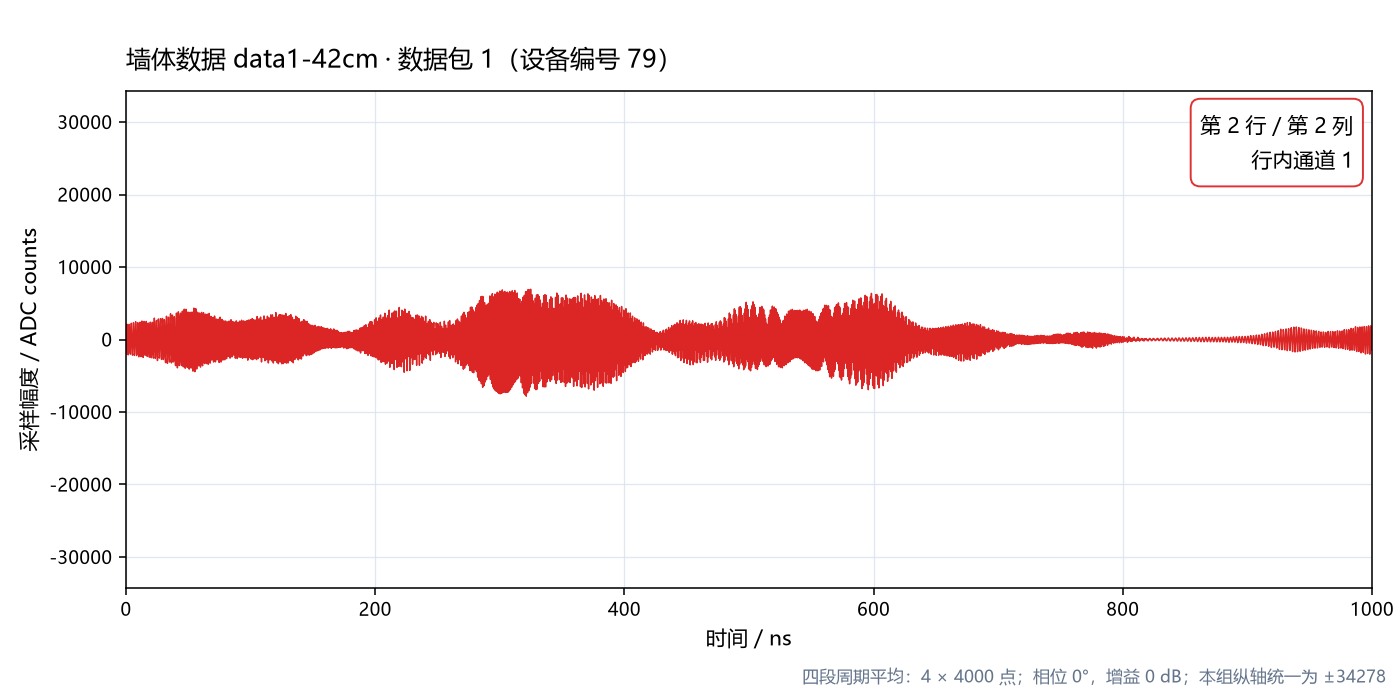 墙体数据 data1-42cm · 数据包 1（设备编号 79）
第 2 行 / 第 2 列
行内通道 1
采样幅度 / ADC counts
30000
20000
10000
0
-10000
-20000
-30000
0
200
400
600
800
1000
时间 / ns
四段周期平均：4 × 4000 点；相位 0°，增益 0 dB；本组纵轴统一为 ±34278